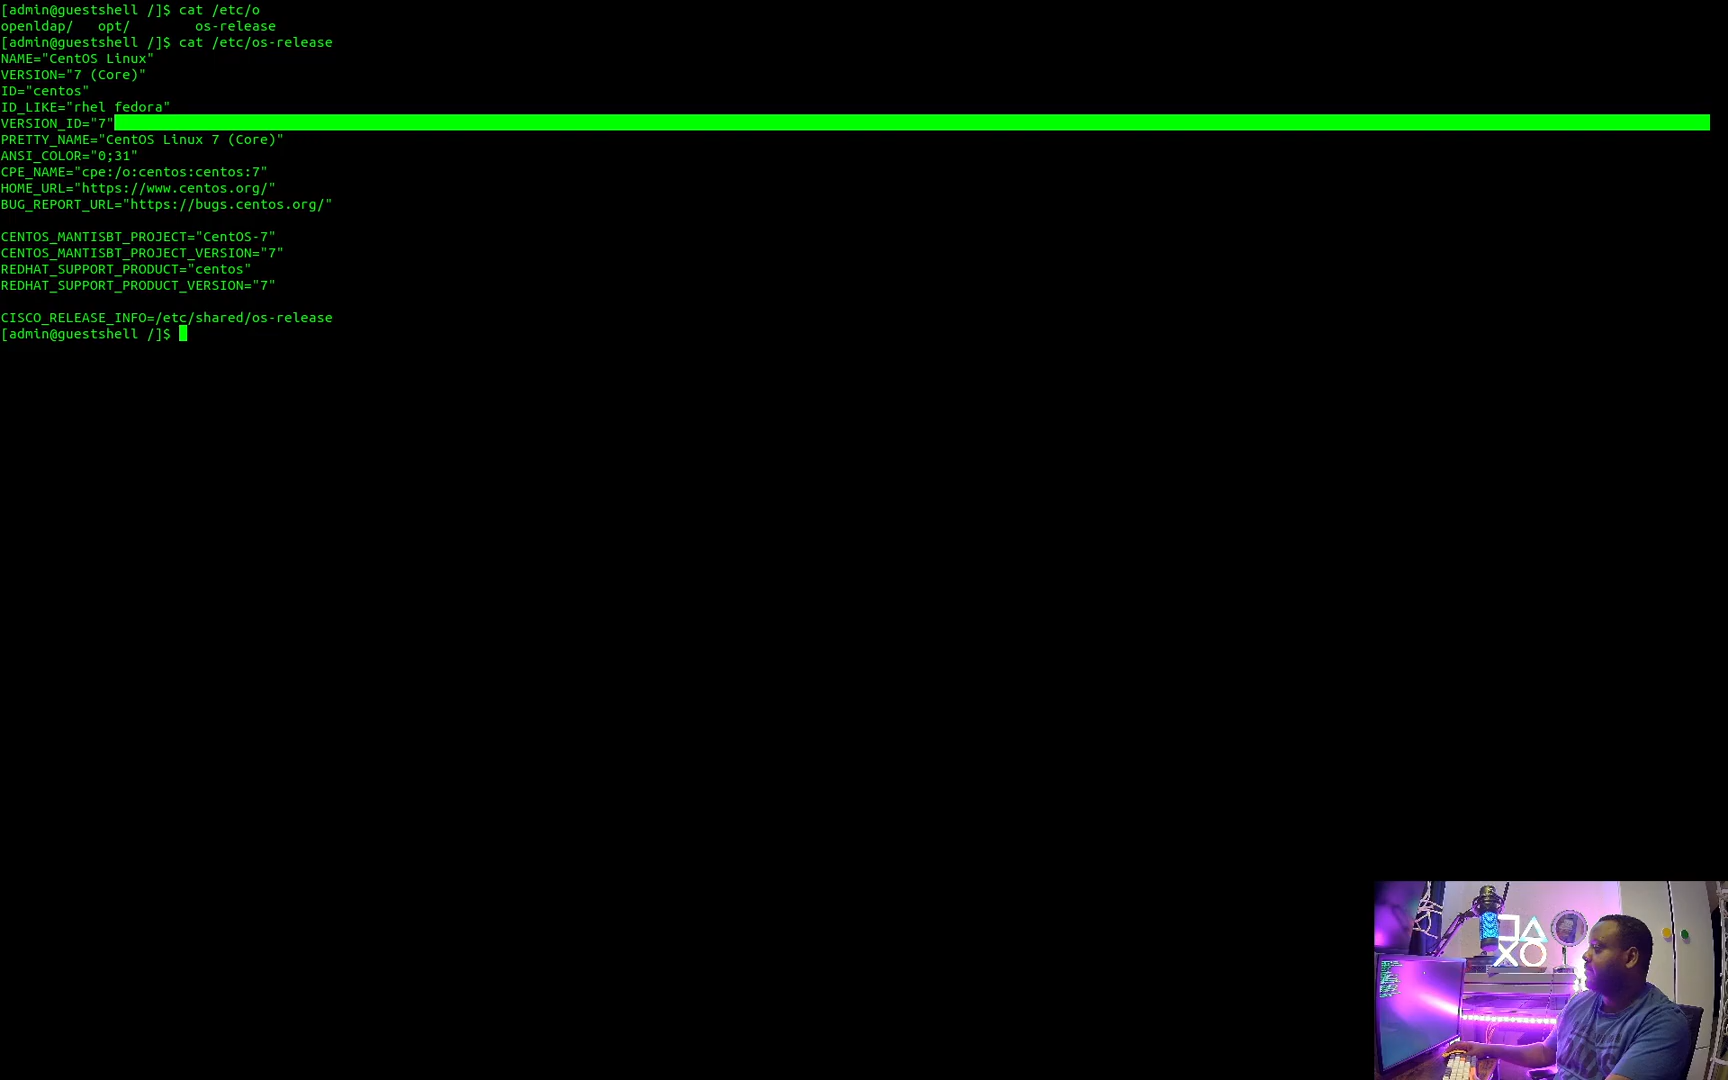 [admin@guestshell /]$ cat /etc/o
openldap/   opt/        os-release
[admin@guestshell /]$ cat /etc/os-release
NAME="CentOS Linux"
VERSION="7 (Core)"
ID="centos"
ID_LIKE="rhel fedora"
VERSION_ID="7"
PRETTY_NAME="CentOS Linux 7 (Core)"
ANSI_COLOR="0;31"
CPE_NAME="cpe:/o:centos:centos:7"
HOME_URL="https://www.centos.org/"
BUG_REPORT_URL="https://bugs.centos.org/"
CENTOS_MANTISBT_PROJECT="CentOS-7"
CENTOS_MANTISBT_PROJECT_VERSION="7"
REDHAT_SUPPORT_PRODUCT="centos"
REDHAT_SUPPORT_PRODUCT_VERSION="7"
CISCO_RELEASE_INFO=/etc/shared/os-release
[admin@guestshell /]$